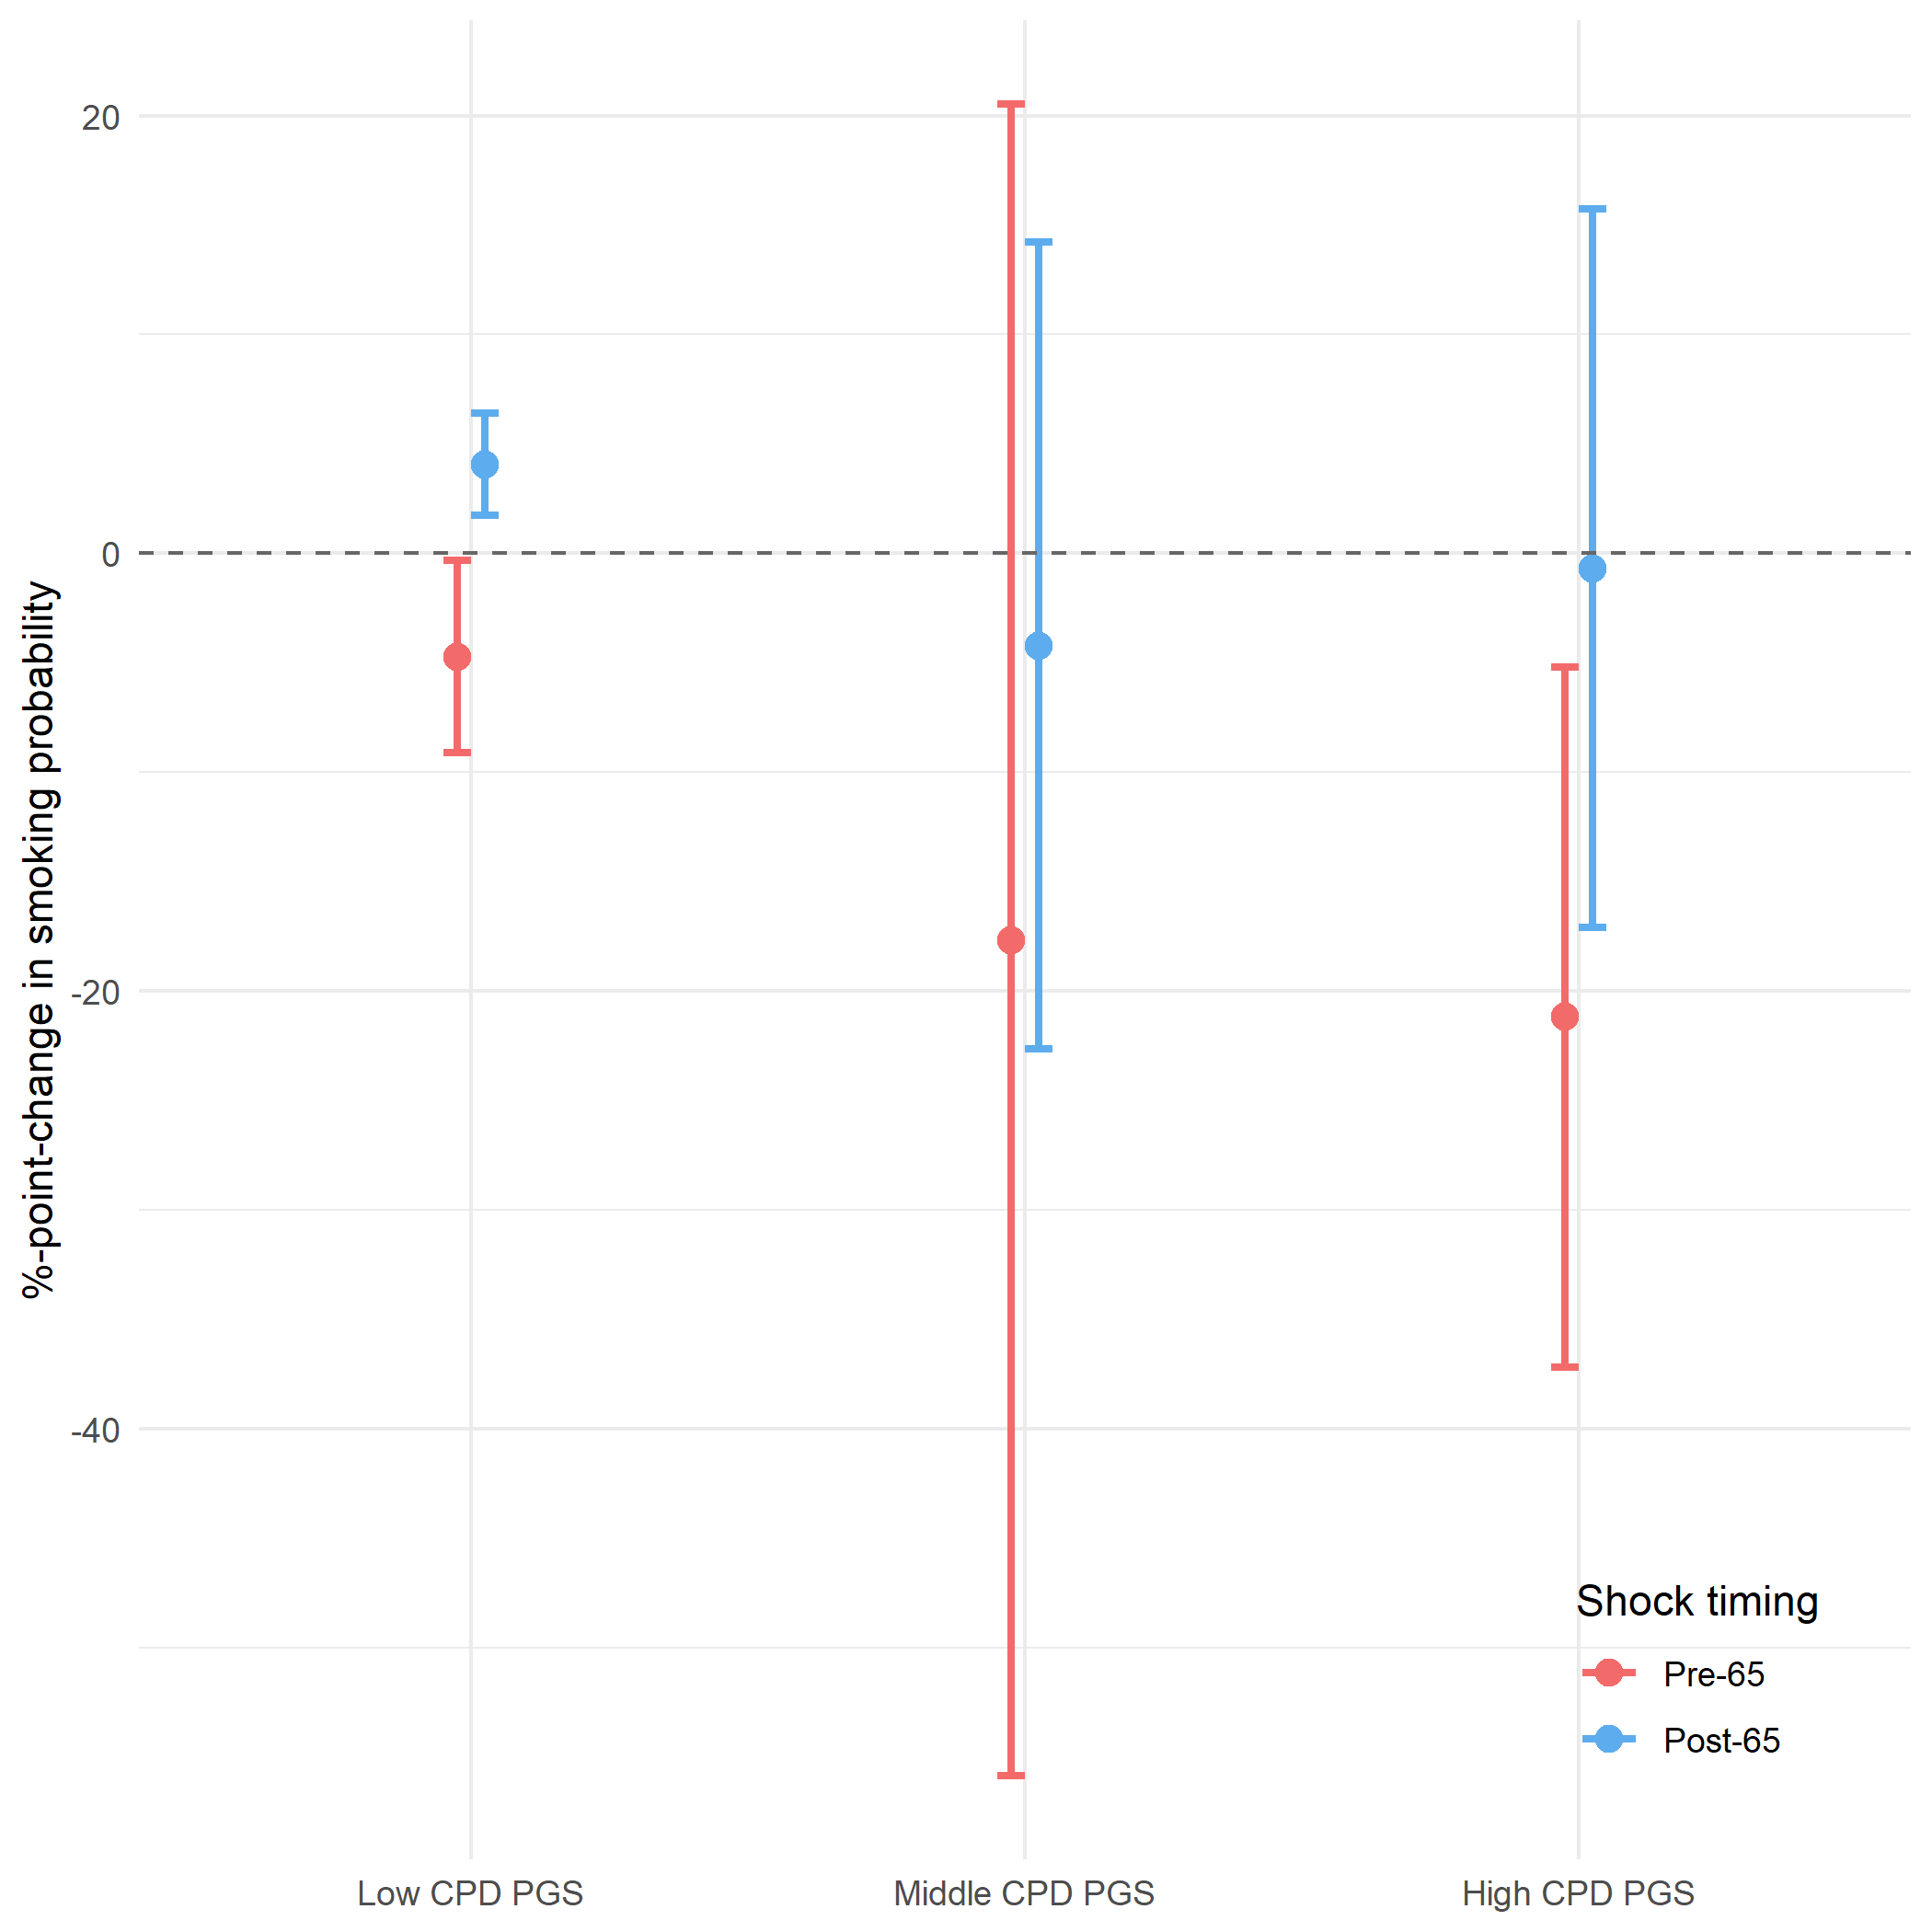 %-point-change in smoking probability
20
0
-20
-40
Low CPD PGS
Middle CPD PGS
High CPD PGS
Shock timing
Pre-65
Post-65